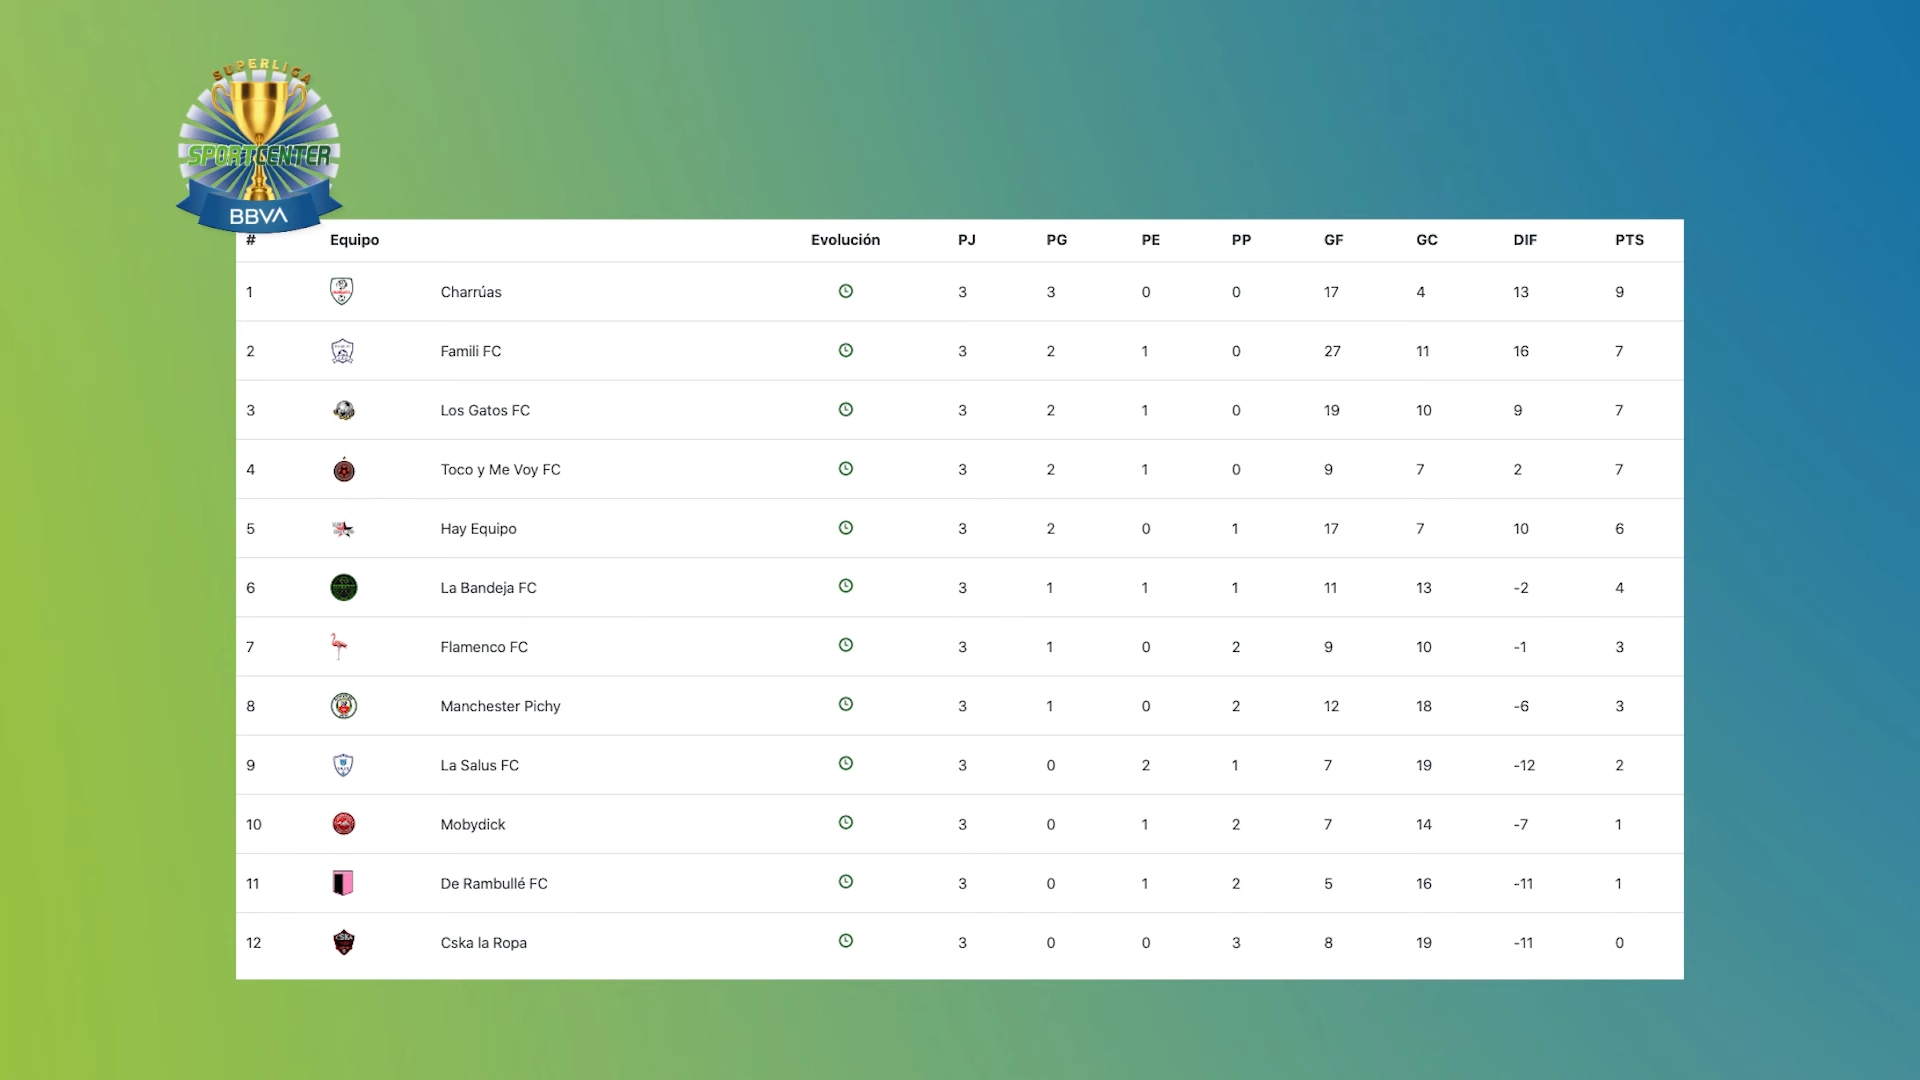 SUPERLIGA
SPORTCENTER
BBVA
# Equipo Evolución PJ PG PE PP GF GC DIF PTS
1 Charrúas 3 3 0 0 17 4 13 9
2 Famili FC 3 2 1 0 27 11 16 7
3 Los Gatos FC 3 2 1 0 19 10 9 7
4 Toco y Me Voy FC 3 2 1 0 9 7 2 7
5 Hay Equipo 3 2 0 1 17 7 10 6
6 La Bandeja FC 3 1 1 1 11 13 -2 4
7 Flamenco FC 3 1 0 2 9 10 -1 3
8 Manchester Pichy 3 1 0 2 12 18 -6 3
9 La Salus FC 3 0 2 1 7 19 -12 2
10 Mobydick 3 0 1 2 7 14 -7 1
11 De Rambullé FC 3 0 1 2 5 16 -11 1
12 Cska la Ropa 3 0 0 3 8 19 -11 0